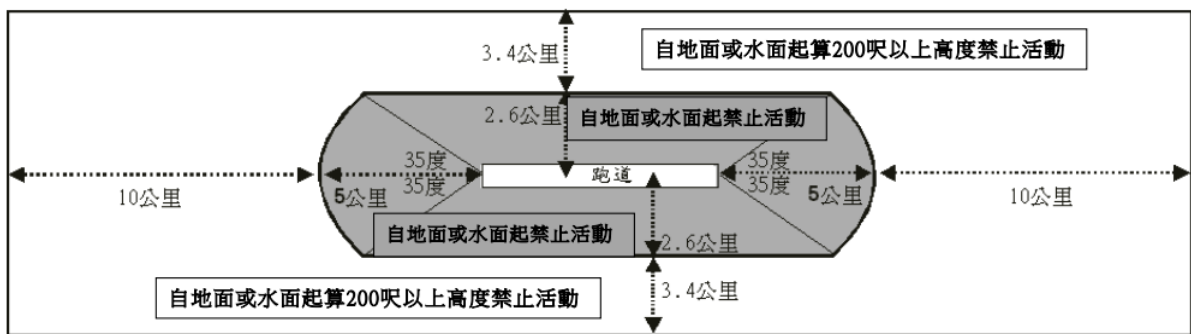 3.4公里
自地面或水面起算200呎以上高度禁止活動
2.6公里
自地面或水面起禁止活動
35度
35度
跑道
35度
35度
10公里
5公里
5公里
10公里
自地面或水面起禁止活動
2.6公里
自地面或水面起算200呎以上高度禁止活動
3.4公里